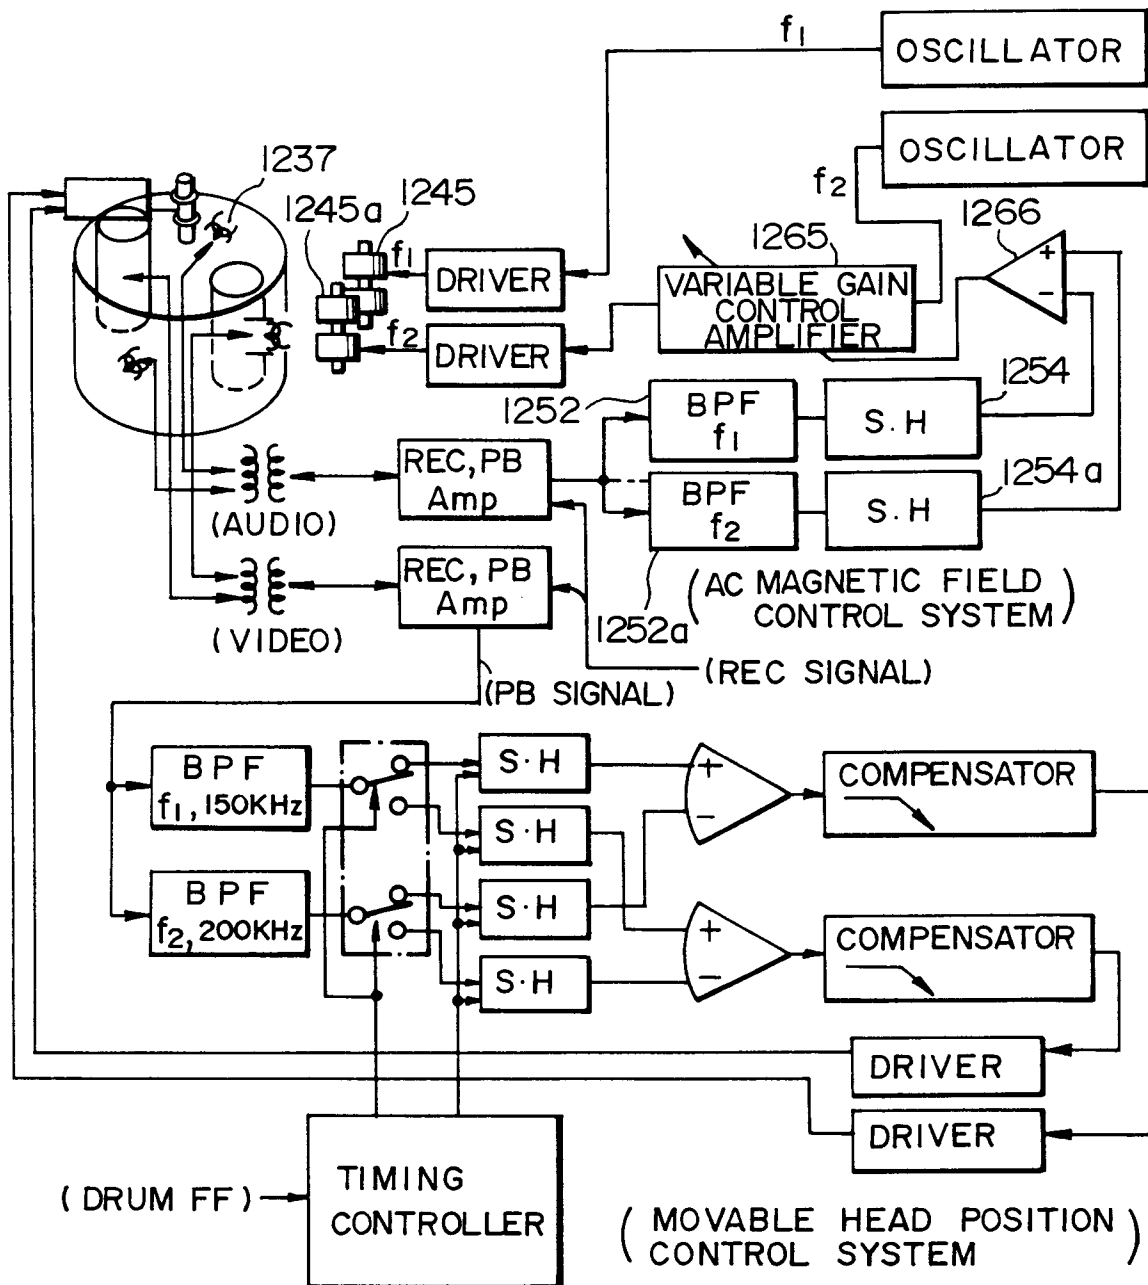 f1
OSCILLATOR
OSCILLATOR
f2
1237
1245a
1245
1265
1266
f1
DRIVER
f2
DRIVER
VARIABLE GAIN
CONTROL
AMPLIFIER
+
−
1252
BPF
f1
S.H
1254
BPF
f2
S.H
1254a
1252a
REC, PB
Amp
(AUDIO)
REC, PB
Amp
(VIDEO)
(AC MAGNETIC FIELD
CONTROL SYSTEM)
(REC SIGNAL)
(PB SIGNAL)
BPF
f1, 150KHz
BPF
f2, 200KHz
S·H
S·H
S·H
S·H
+
−
+
−
COMPENSATOR
COMPENSATOR
DRIVER
DRIVER
(DRUM FF)
TIMING
CONTROLLER
(MOVABLE HEAD POSITION
CONTROL SYSTEM